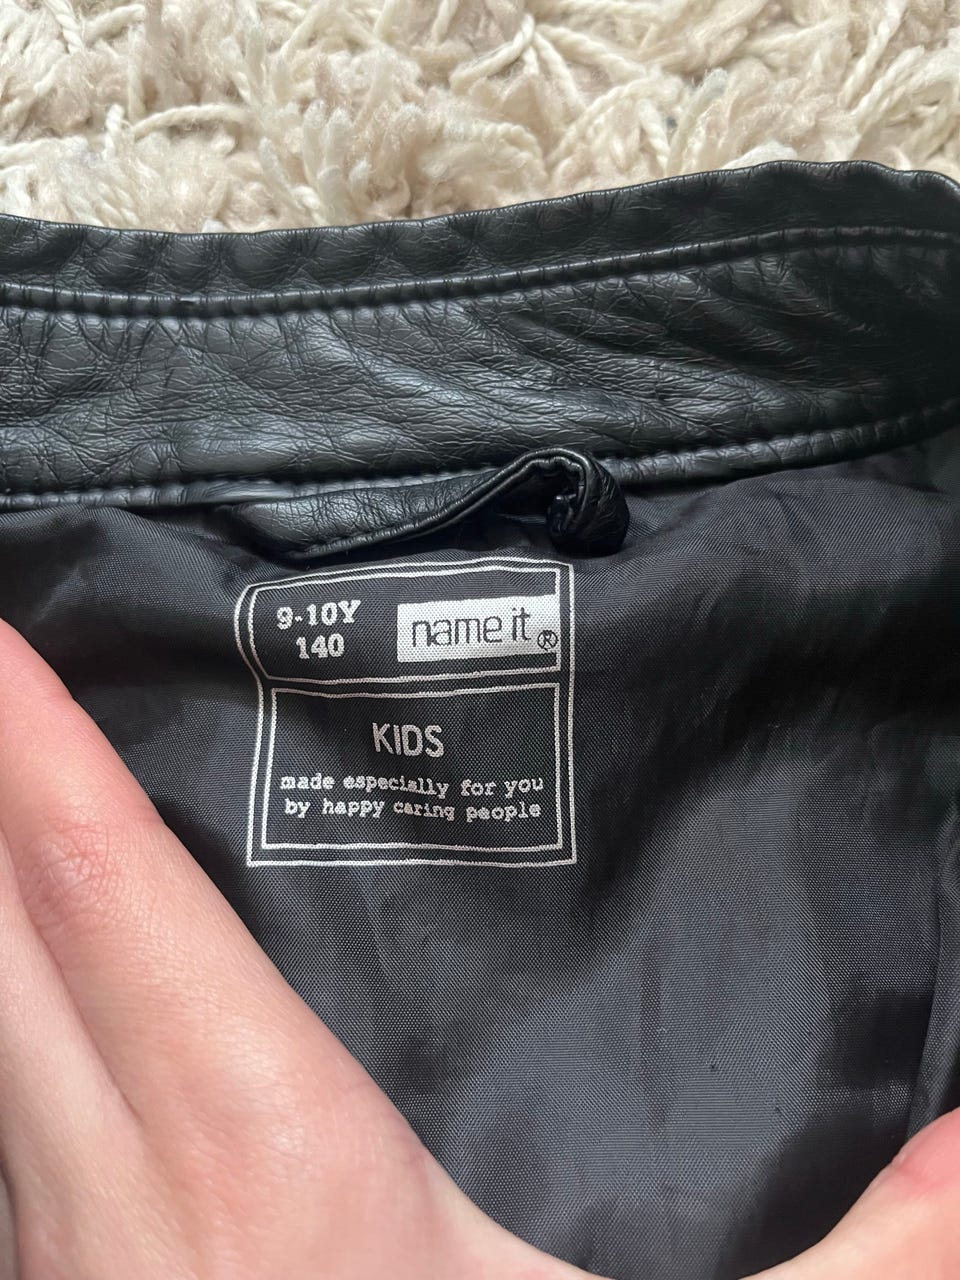 9-10Y
140
name it®
KIDS
made especially for you
by happy caring people